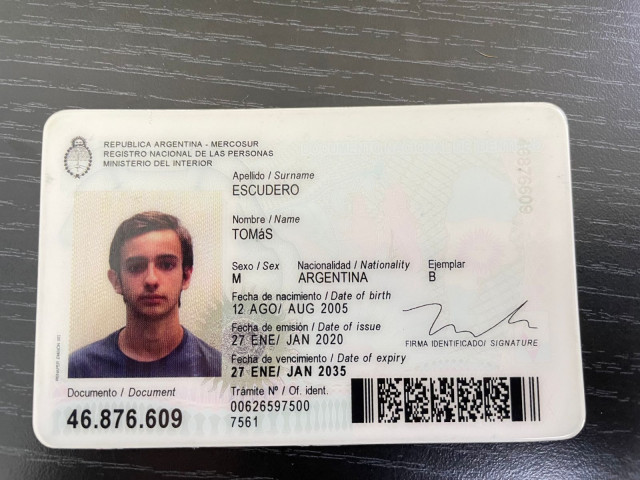 REPUBLICA ARGENTINA - MERCOSUR
REGISTRO NACIONAL DE LAS PERSONAS
MINISTERIO DEL INTERIOR
Apellido / Surname
ESCUDERO
Nombre / Name
TOMáS
Sexo / Sex Nacionalidad / Nationality Ejemplar
M ARGENTINA B
Fecha de nacimiento / Date of birth
12 AGO/ AUG 2005
Fecha de emisión / Date of issue
27 ENE/ JAN 2020
FIRMA IDENTIFICADO/ SIGNATURE
Fecha de vencimiento / Date of expiry
27 ENE/ JAN 2035
Documento / Document
46.876.609
Trámite Nº / Of. ident.
00626597500
7561